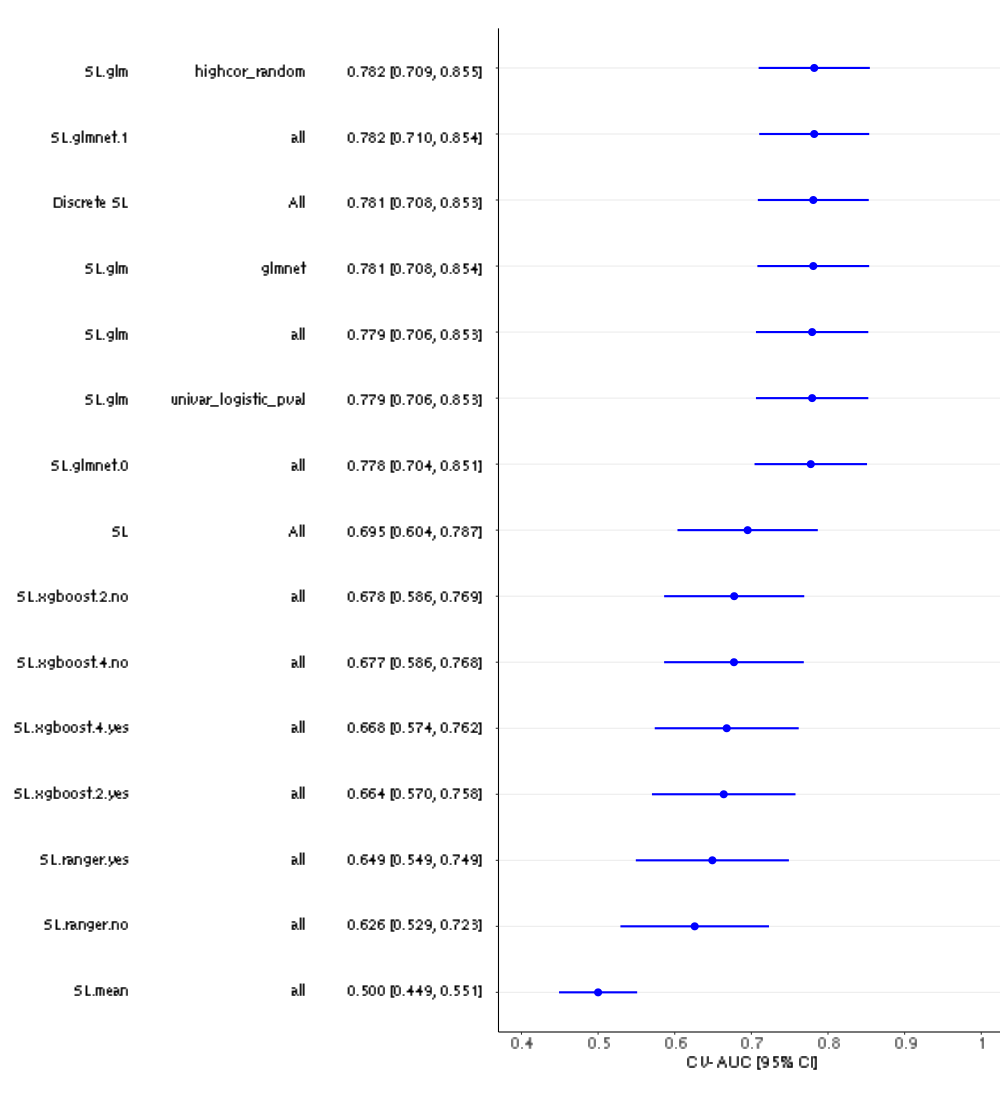 SL.glm highcor_random 0.782 [0.709, 0.855]
SL.glmnet.1 all 0.782 [0.710, 0.854]
Discrete SL All 0.781 [0.708, 0.853]
SL.glm glmnet 0.781 [0.708, 0.854]
SL.glm all 0.779 [0.706, 0.853]
SL.glm univar_logistic_pval 0.779 [0.706, 0.853]
SL.glmnet.0 all 0.778 [0.704, 0.851]
SL All 0.695 [0.604, 0.787]
SL.xgboost.2.no all 0.678 [0.586, 0.769]
SL.xgboost.4.no all 0.677 [0.586, 0.768]
SL.xgboost.4.yes all 0.668 [0.574, 0.762]
SL.xgboost.2.yes all 0.664 [0.570, 0.758]
SL.ranger.yes all 0.649 [0.549, 0.749]
SL.ranger.no all 0.626 [0.529, 0.723]
SL.mean all 0.500 [0.449, 0.551]
0.4 0.5 0.6 0.7 0.8 0.9 1
CV-AUC [95% CI]